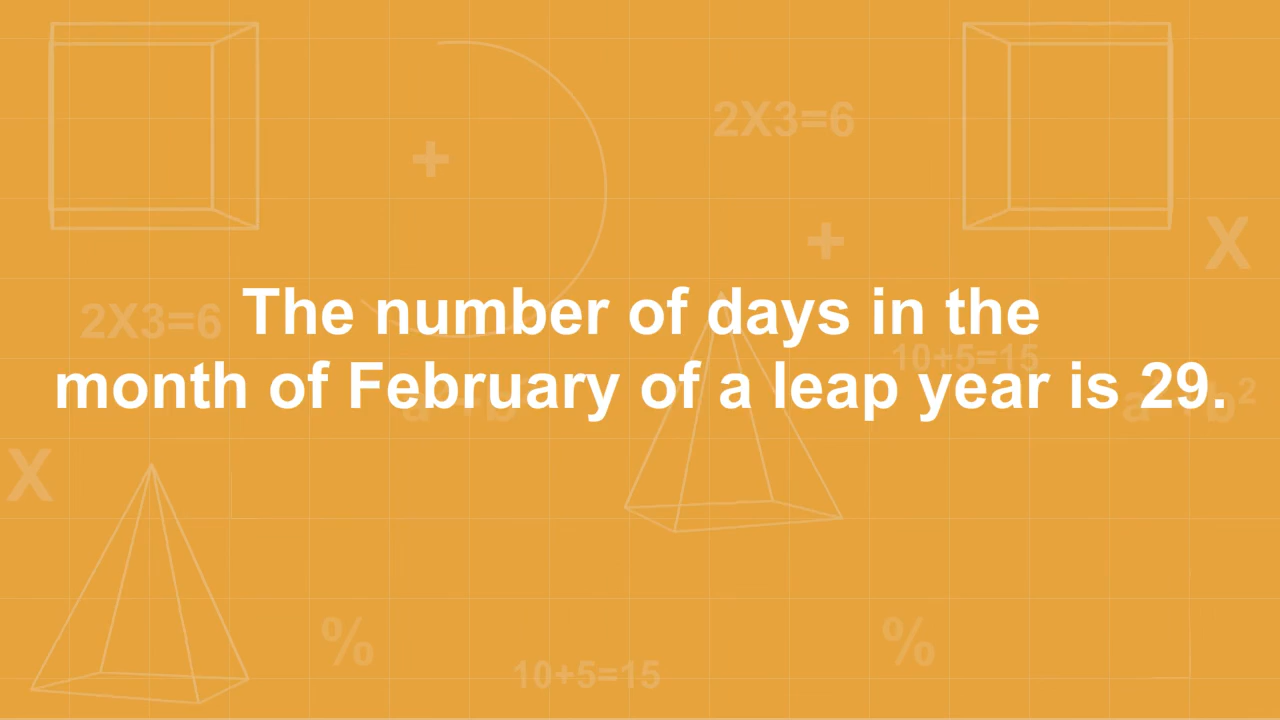 2X3=6
+
+
X
The number of days in the
2X3=6
10+5=15
month of February of a leap year is 29.
X
%
%
10+5=15